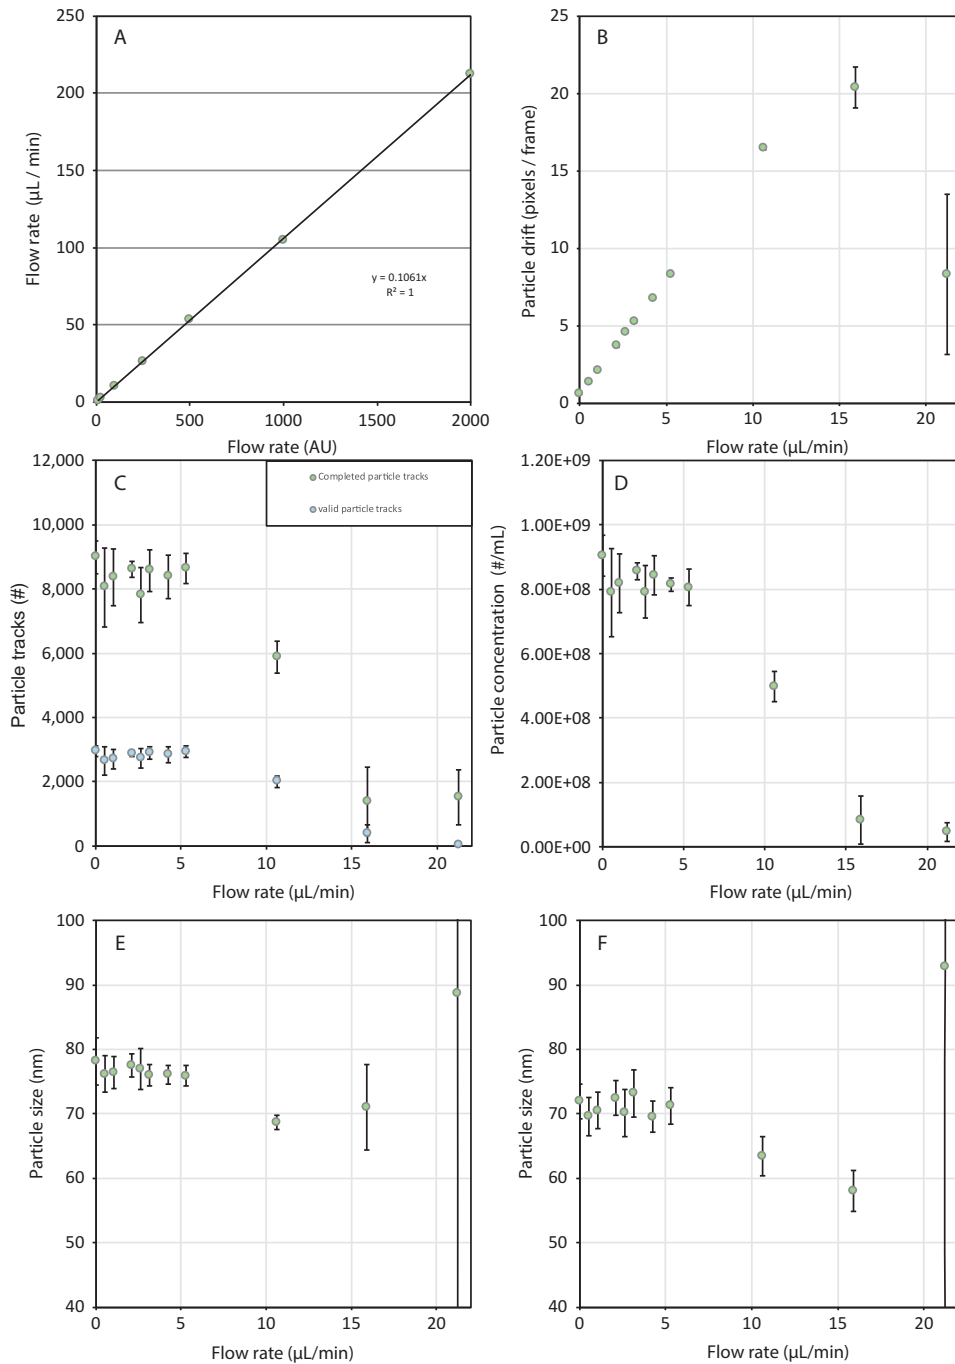 A
250
200
150
100
50
0
Flow rate (µL / min)
y = 0.1061x
R² = 1
0 500 1000 1500 2000
Flow rate (AU)
B
25
20
15
10
5
0
Particle drift (pixels / frame)
0 5 10 15 20
Flow rate (µL/min)
C
12,000
10,000
8,000
6,000
4,000
2,000
0
Particle tracks (#)
Completed particle tracks
valid particle tracks
0 5 10 15 20
Flow rate (µL/min)
D
1.20E+09
1.00E+09
8.00E+08
6.00E+08
4.00E+08
2.00E+08
0.00E+00
Particle concentration (#/mL)
0 5 10 15 20
Flow rate (µL/min)
E
100
90
80
70
60
50
40
Particle size (nm)
0 5 10 15 20
Flow rate (µL/min)
F
100
90
80
70
60
50
40
Particle size (nm)
0 5 10 15 20
Flow rate (µL/min)